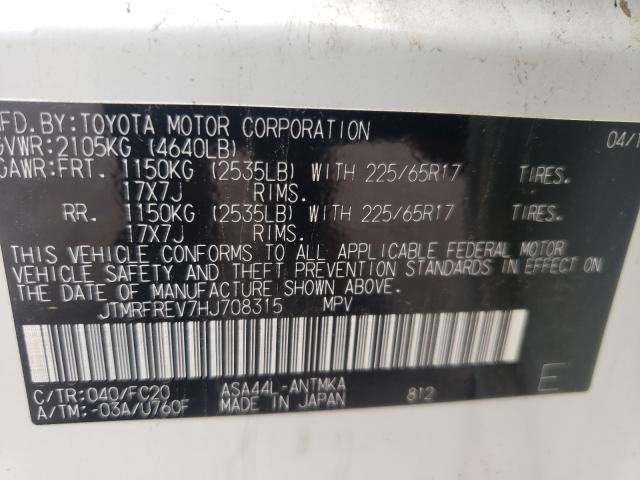 MFD. BY: TOYOTA MOTOR CORPORATION 04/1
GVWR: 2105KG (4640LB)
GAWR: FRT. 1150KG (2535LB) WITH 225/65R17 TIRES.
17X7J RIMS.
RR. 1150KG (2535LB) WITH 225/65R17 TIRES.
17X7J RIMS.
THIS VEHICLE CONFORMS TO ALL APPLICABLE FEDERAL MOTOR
VEHICLE SAFETY AND THEFT PREVENTION STANDARDS IN EFFECT ON
THE DATE OF MANUFACTURE SHOWN ABOVE.
JTMRFREV7HJ708315 MPV
C/TR: 040/FC20 ASA44L-ANTMKA 812 E
A/TM: -03A/U760F MADE IN JAPAN